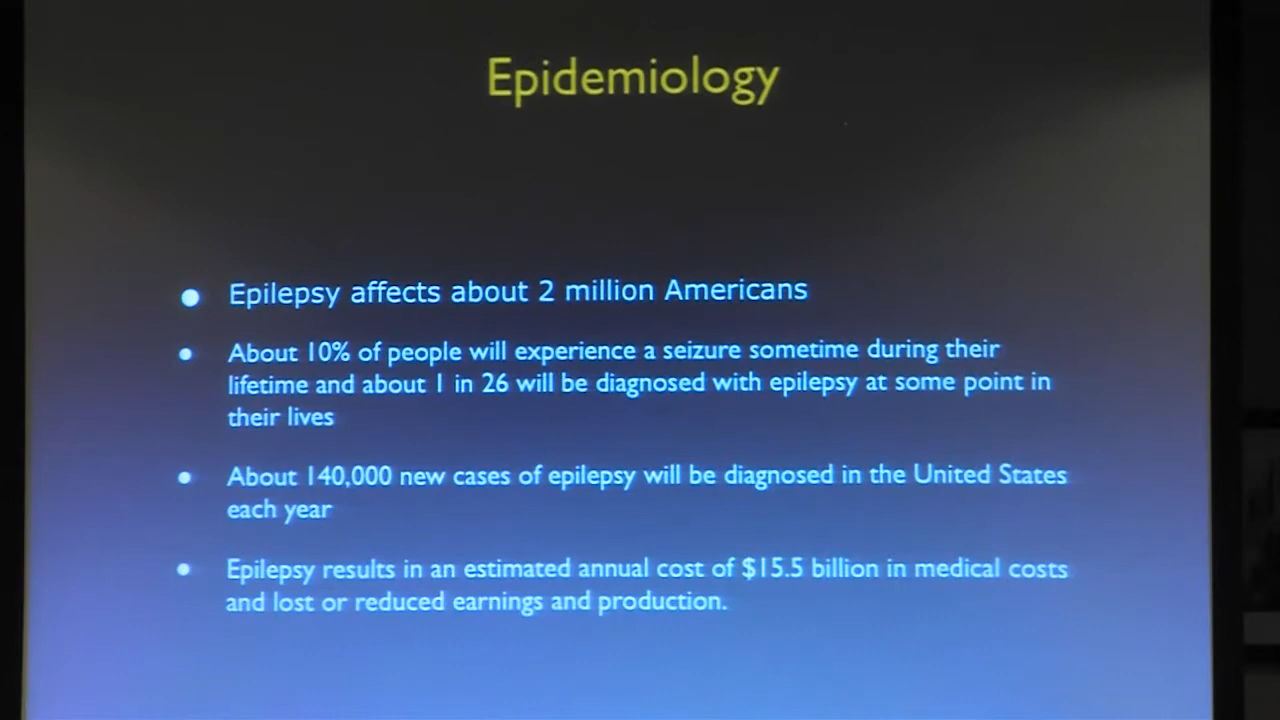 Epidemiology
● Epilepsy affects about 2 million Americans
● About 10% of people will experience a seizure sometime during their
lifetime and about 1 in 26 will be diagnosed with epilepsy at some point in
their lives
● About 140,000 new cases of epilepsy will be diagnosed in the United States
each year
● Epilepsy results in an estimated annual cost of $15.5 billion in medical costs
and lost or reduced earnings and production.